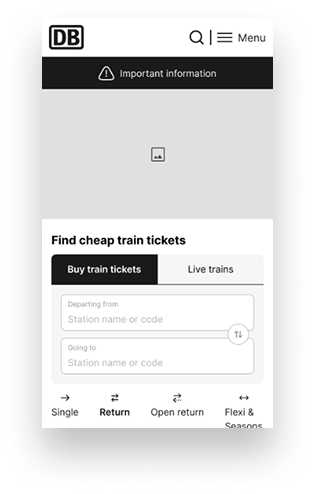 DB
Menu
Important information
Find cheap train tickets
Buy train tickets
Live trains
Departing from
Station name or code
Going to
Station name or code
Single
Return
Open return
Flexi &
Seasons